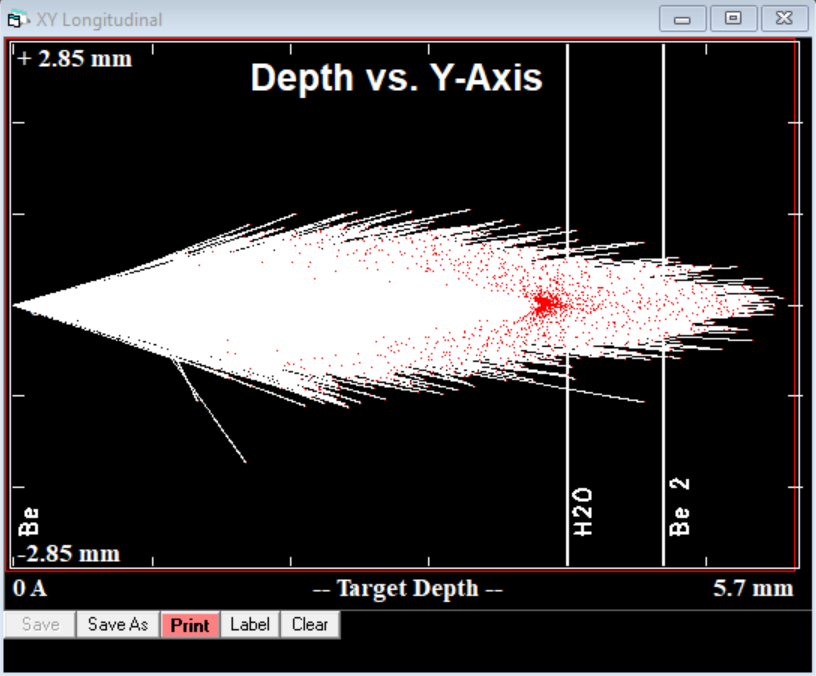 XY Longitudinal
+ 2.85 mm
Depth vs. Y-Axis
Be
H2O
Be 2
-2.85 mm
0 A -- Target Depth -- 5.7 mm
Save Save As Print Label Clear